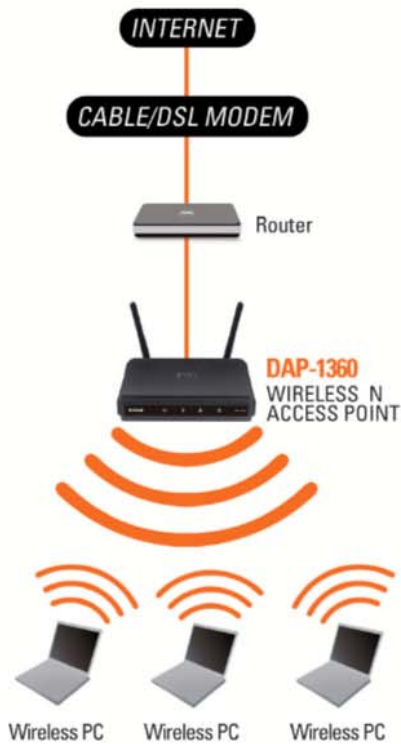 INTERNET
CABLE/DSL MODEM
Router
DAP-1360
WIRELESS N
ACCESS POINT
Wireless PC Wireless PC Wireless PC